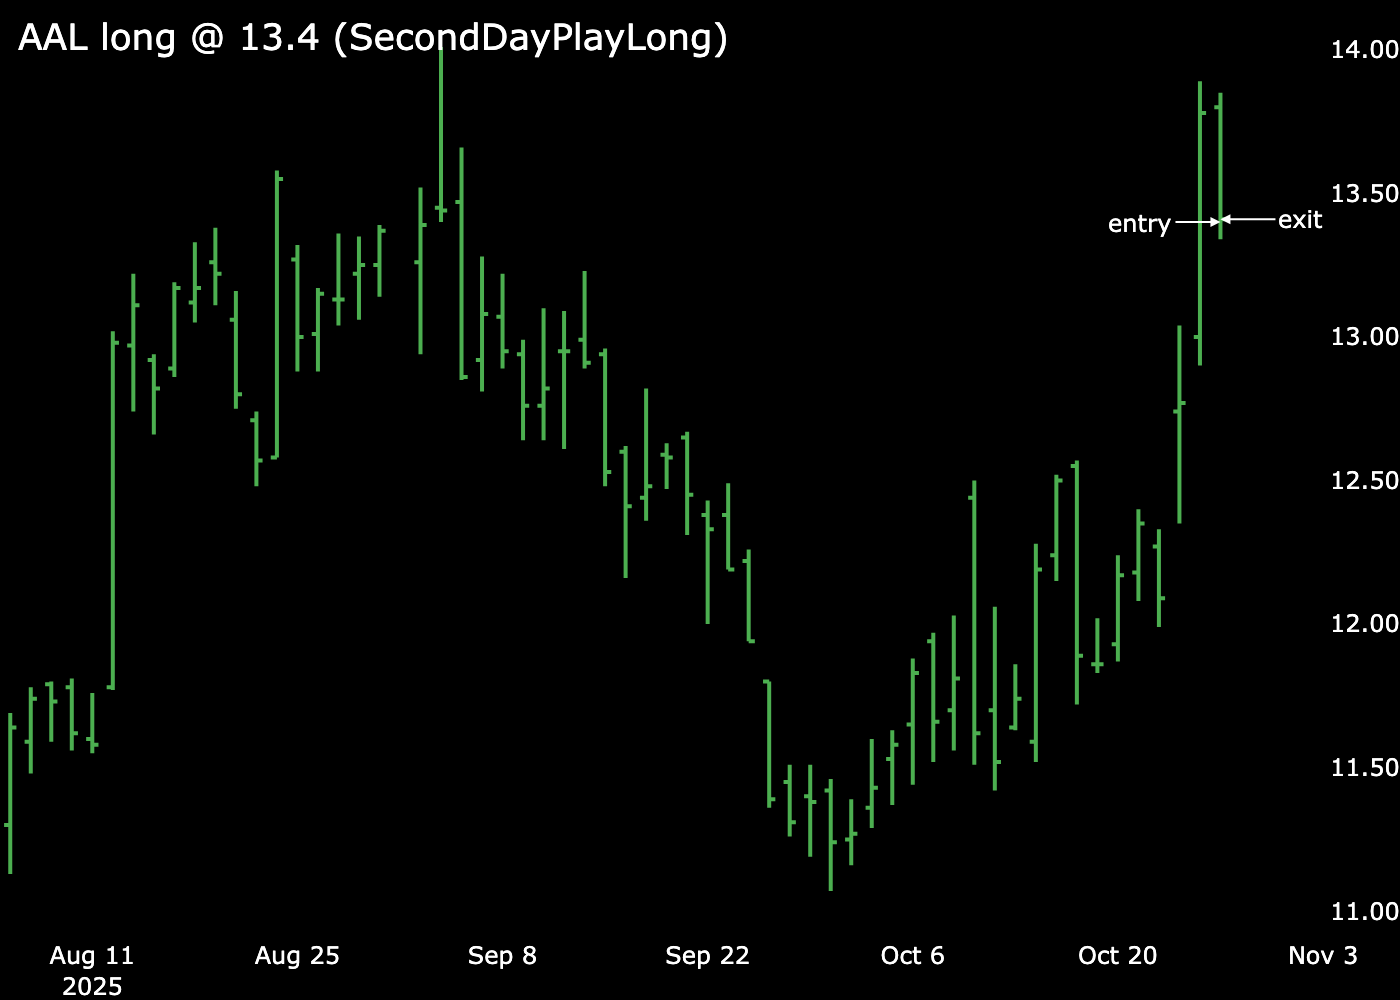 AAL long @ 13.4 (SecondDayPlayLong)
14.00
13.50
entry
exit
13.00
12.50
12.00
11.50
11.00
Aug 11
2025
Aug 25
Sep 8
Sep 22
Oct 6
Oct 20
Nov 3